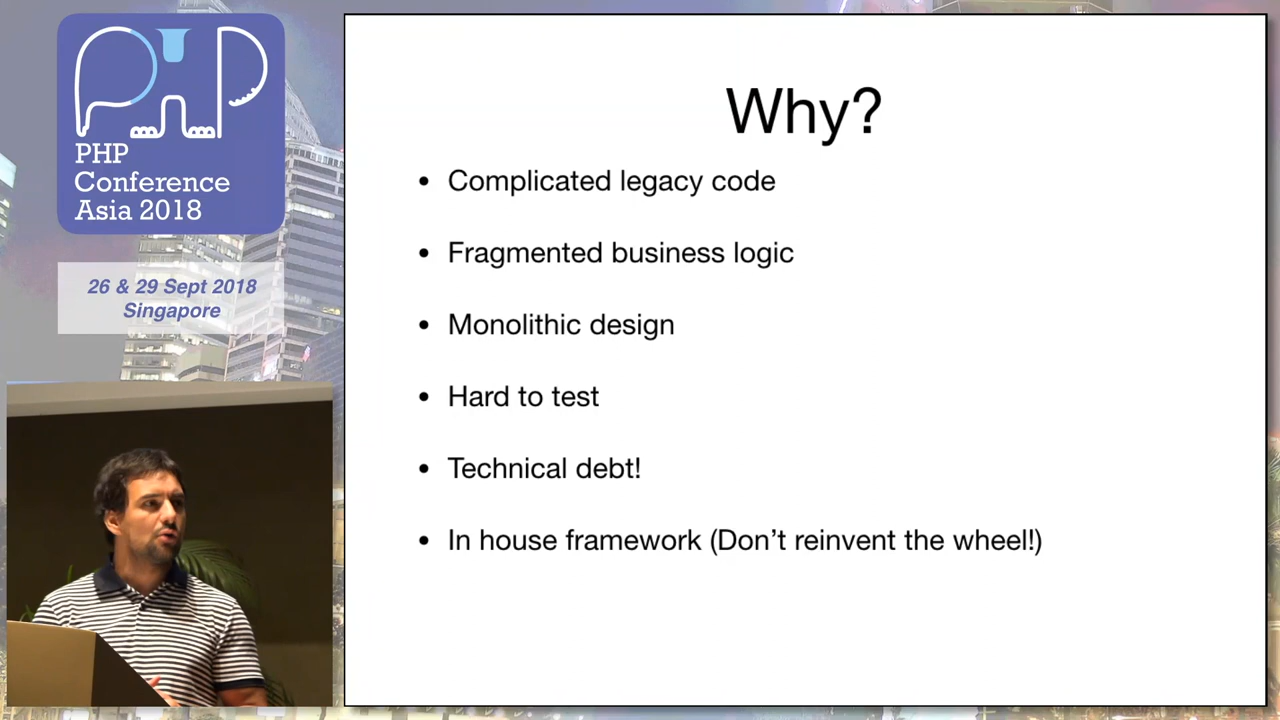 PHP
PHP
Conference
Asia 2018
26 & 29 Sept 2018
Singapore
Why?
• Complicated legacy code
• Fragmented business logic
• Monolithic design
• Hard to test
• Technical debt!
• In house framework (Don’t reinvent the wheel!)